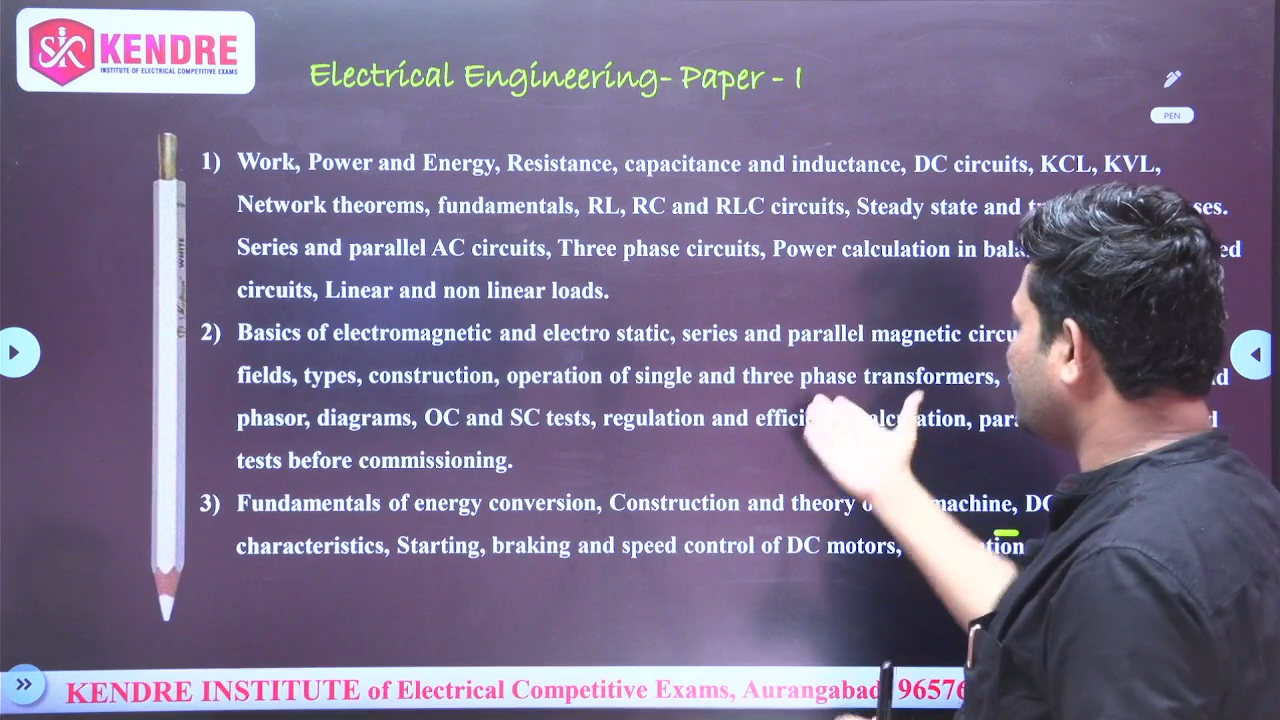 KENDRE
INSTITUTE OF ELECTRICAL COMPETITIVE EXAMS
Electrical Engineering- Paper - I
PEN
1) Work, Power and Energy, Resistance, capacitance and inductance, DC circuits, KCL, KVL,
Network theorems, fundamentals, RL, RC and RLC circuits, Steady state and
Series and parallel AC circuits, Three phase circuits, Power calculation in
circuits, Linear and non linear loads.
2) Basics of electromagnetic and electro static, series and parallel magnetic
fields, types, construction, operation of single and three phase transformers,
phasor, diagrams, OC and SC tests, regulation and
tests before commissioning.
3) Fundamentals of energy conversion, Construction and theory machine,
characteristics, Starting, braking and speed control of DC motors,
KENDRE INSTITUTE of Electrical Competitive Exams, Aurangabad